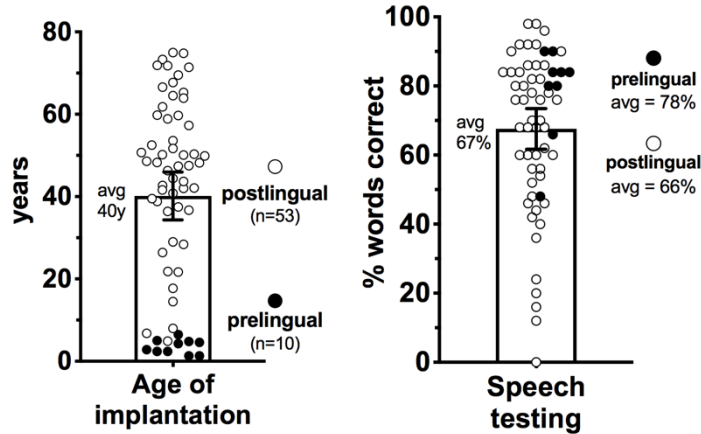 80
60
40
20
0
years
avg
40y
postlingual
(n=53)
prelingual
(n=10)
Age of
implantation
100
80
60
40
20
0
% words correct
avg
67%
prelingual
avg = 78%
postlingual
avg = 66%
Speech
testing